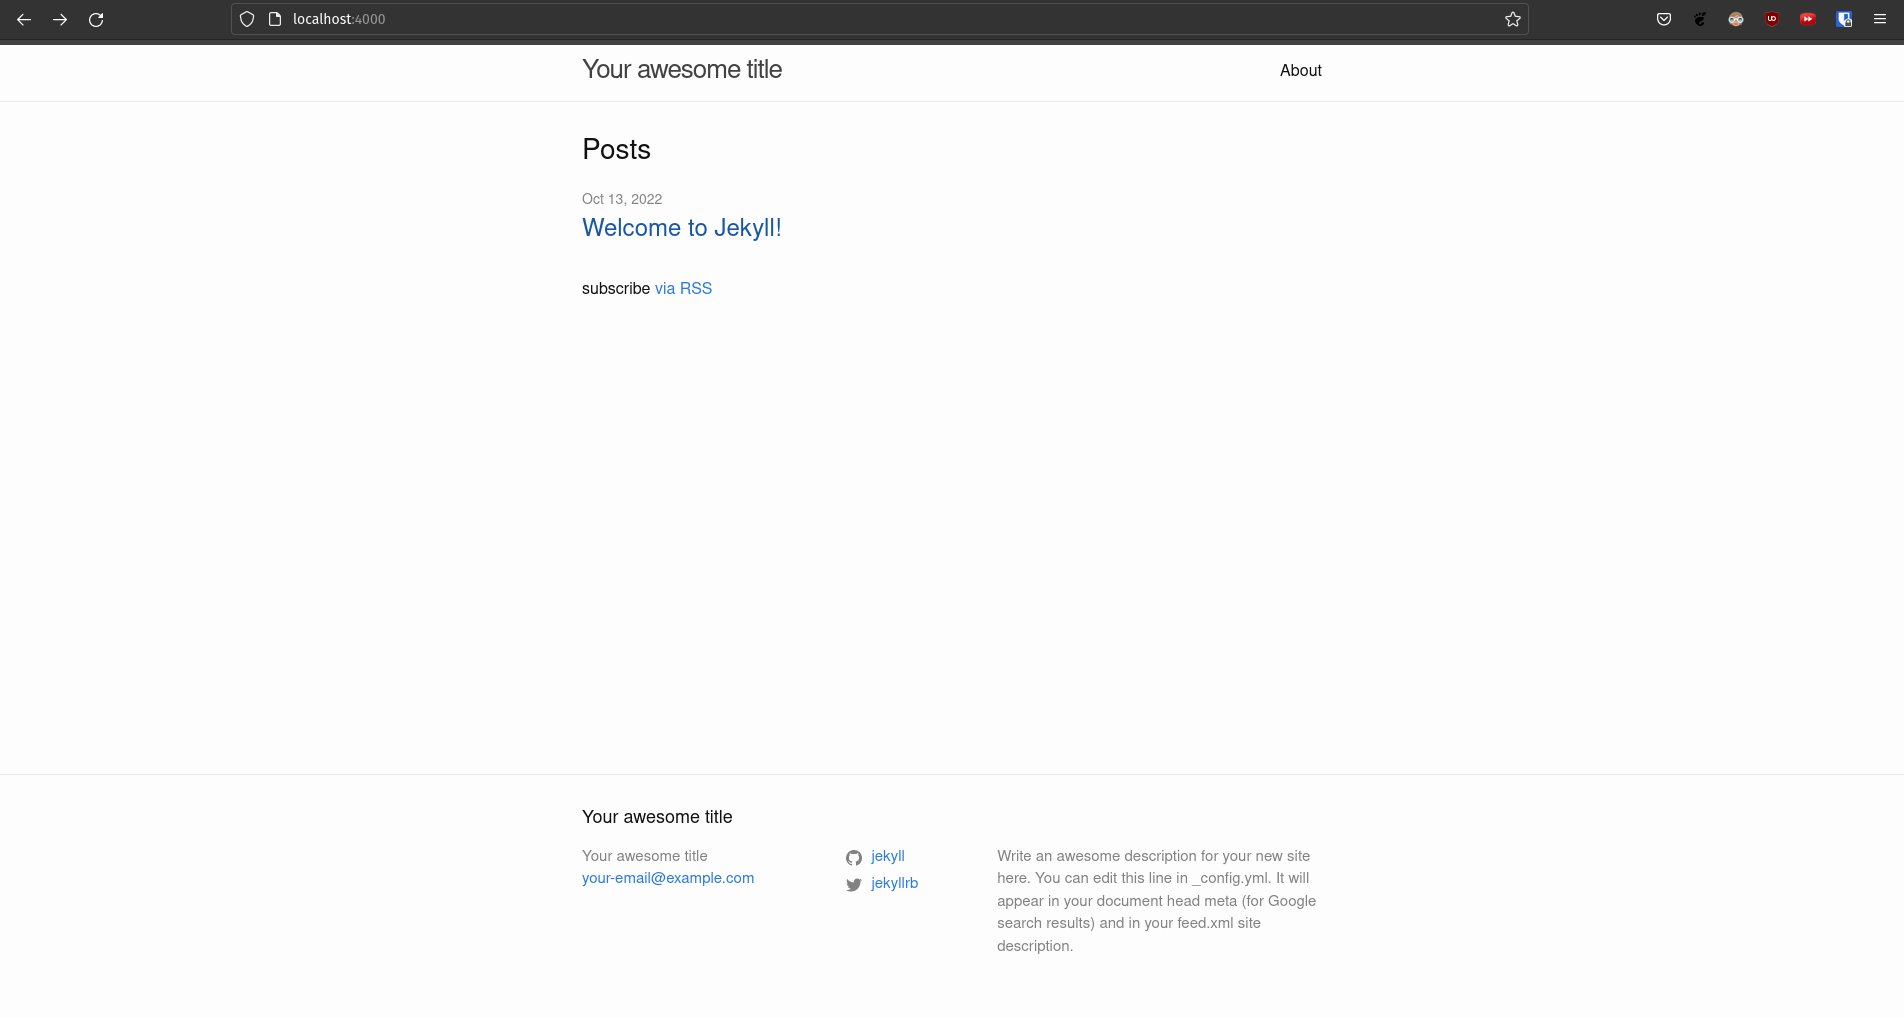 localhost:4000
Your awesome title
About
Posts
Oct 13, 2022
Welcome to Jekyll!
subscribe via RSS
Your awesome title
Your awesome title
your-email@example.com
jekyll
jekyllrb
Write an awesome description for your new site
here. You can edit this line in _config.yml. It will
appear in your document head meta (for Google
search results) and in your feed.xml site
description.